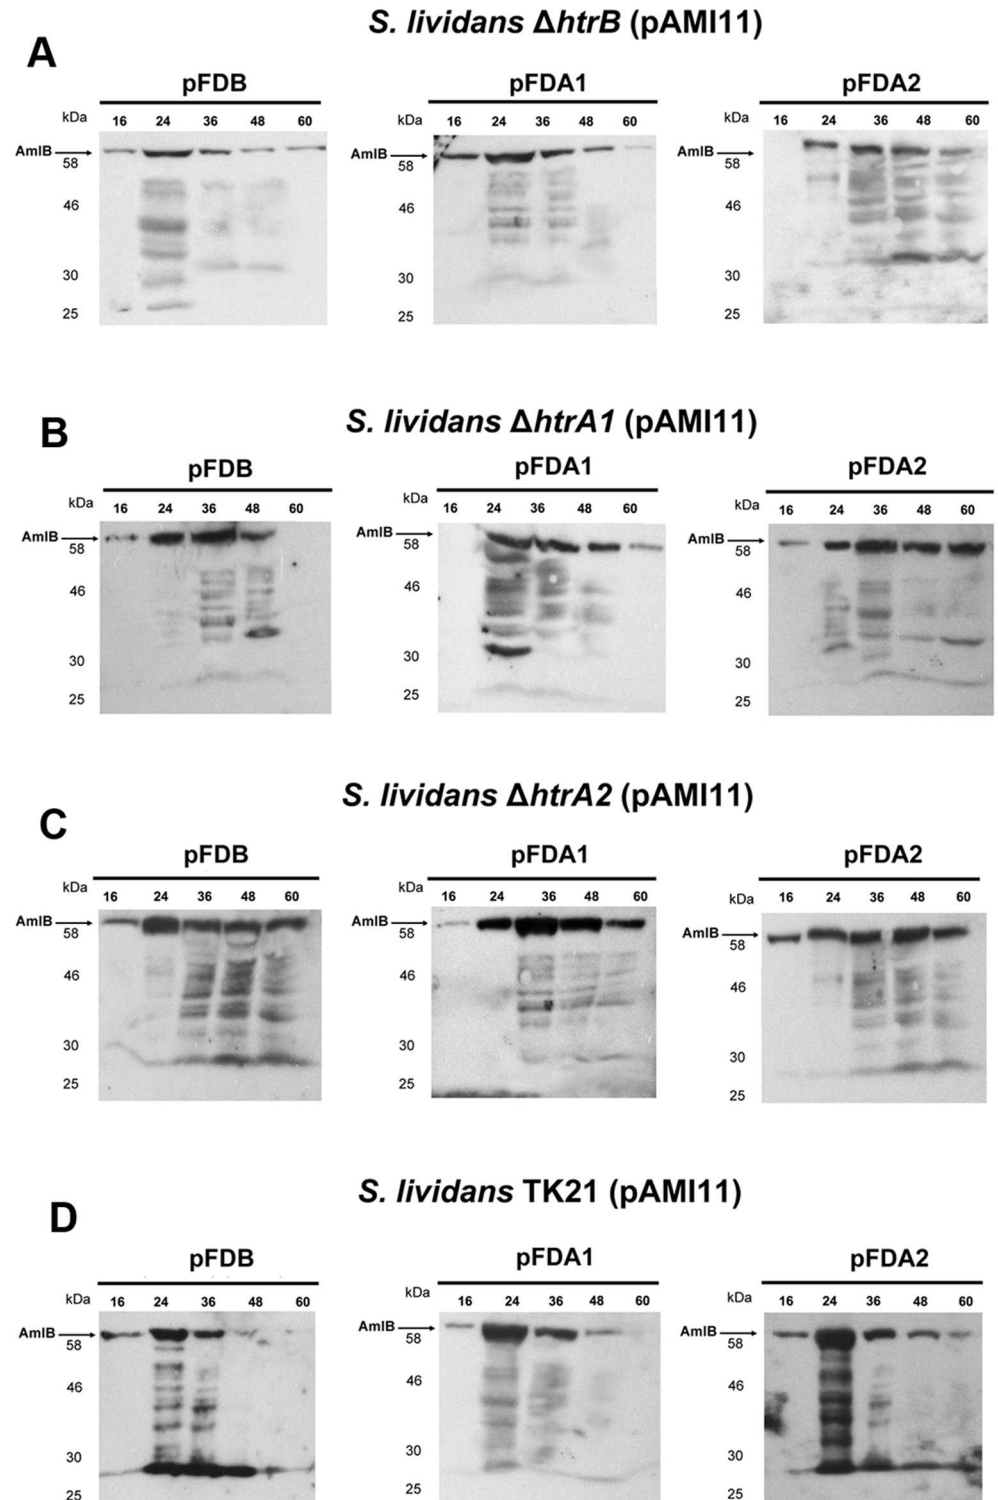 S. lividans ΔhtrB (pAMI11)
A
pFDB
pFDA1
pFDA2
kDa 16 24 36 48 60
kDa 16 24 36 48 60
kDa 16 24 36 48 60
AmlB
58
46
30
25
AmlB
58
46
30
25
AmlB
58
46
30
25
S. lividans ΔhtrA1 (pAMI11)
B
pFDB
pFDA1
pFDA2
kDa 16 24 36 48 60
kDa 16 24 36 48 60
kDa 16 24 36 48 60
AmlB
58
46
30
25
AmlB
58
46
30
25
AmlB
58
46
30
25
S. lividans ΔhtrA2 (pAMI11)
C
pFDB
pFDA1
pFDA2
kDa 16 24 36 48 60
kDa 16 24 36 48 60
kDa 16 24 36 48 60
AmlB
58
46
30
25
AmlB
58
46
30
25
AmlB
58
46
30
25
S. lividans TK21 (pAMI11)
D
pFDB
pFDA1
pFDA2
kDa 16 24 36 48 60
kDa 16 24 36 48 60
kDa 16 24 36 48 60
AmlB
58
46
30
25
AmlB
58
46
30
25
AmlB
58
46
30
25